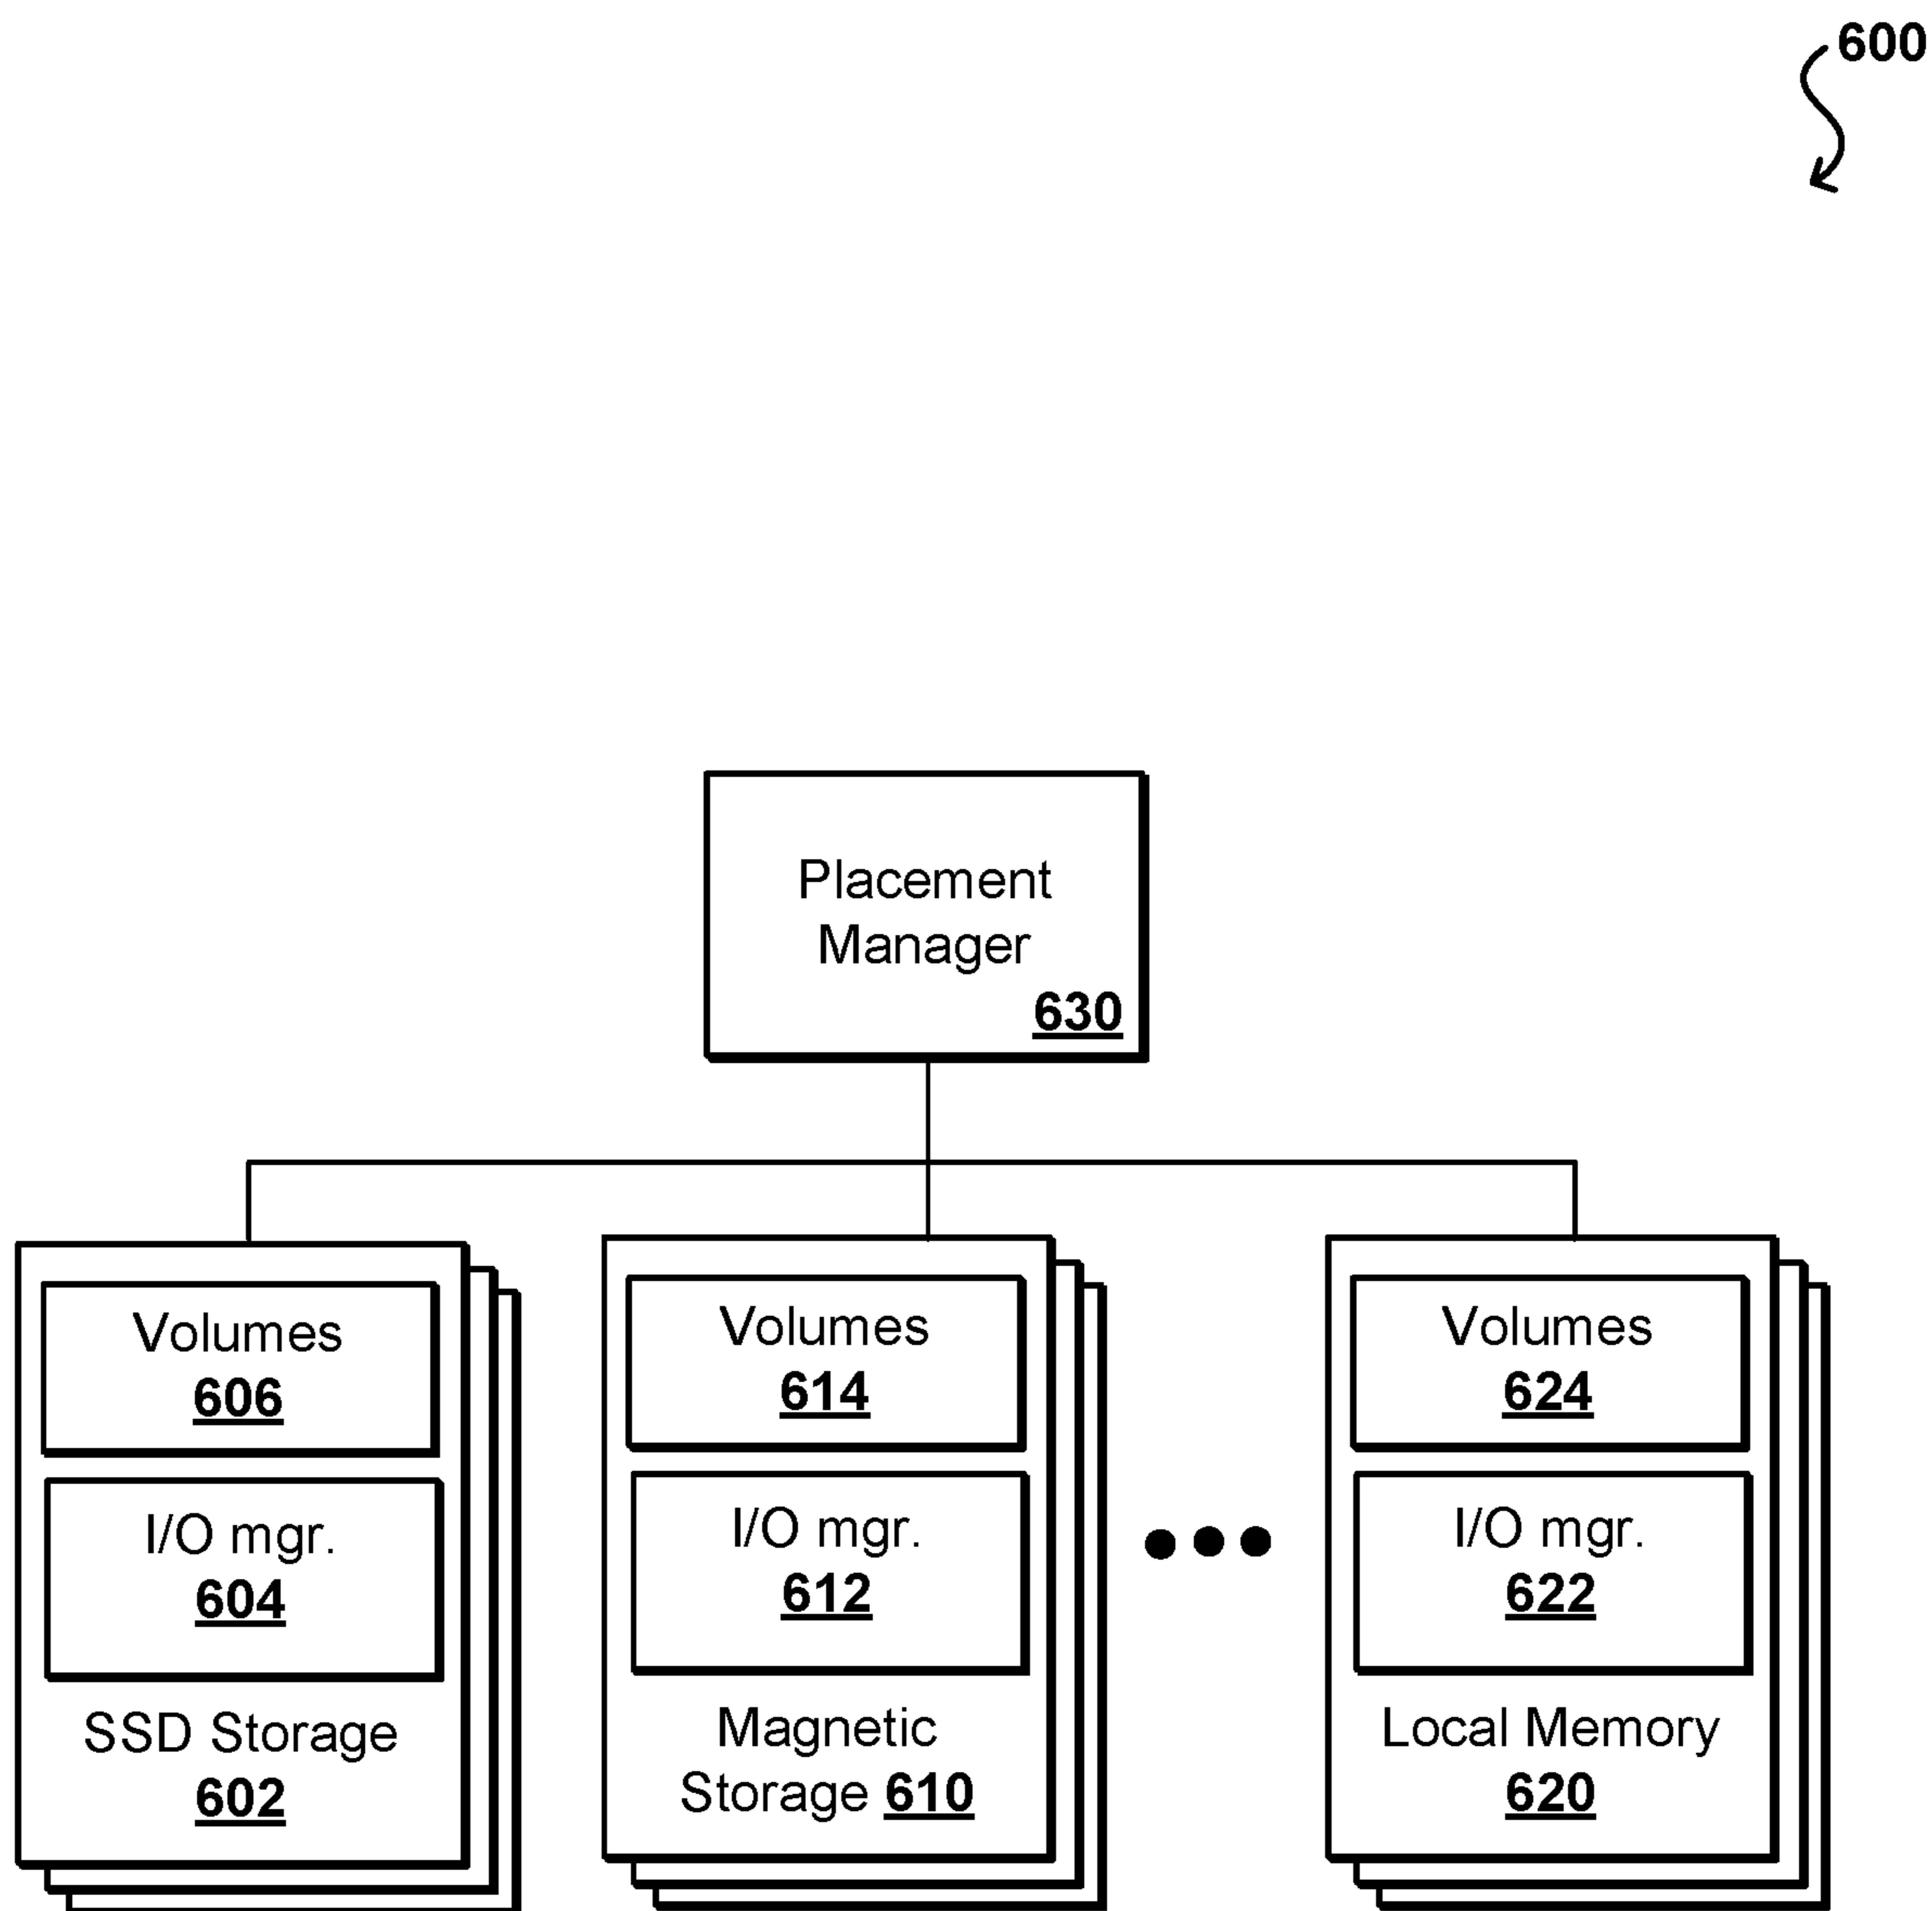 600
Placement
Manager
630
Volumes
606
I/O mgr.
604
SSD Storage
602
Volumes
614
I/O mgr.
612
Magnetic
Storage 610
Volumes
624
I/O mgr.
622
Local Memory
620